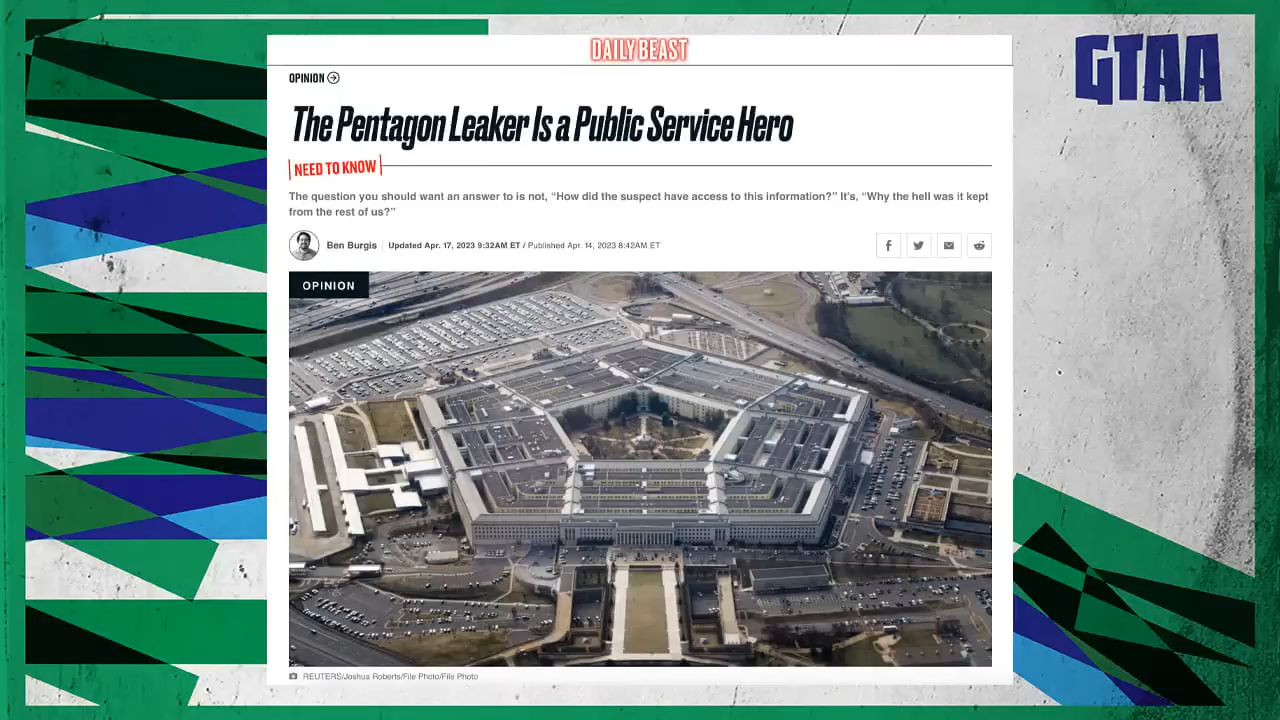 DAILY BEAST
GTAA
OPINION
The Pentagon Leaker Is a Public Service Hero
NEED TO KNOW
The question you should want an answer to is not, “How did the suspect have access to this information?” It’s, “Why the hell was it kept
from the rest of us?”
Ben Burgis Updated Apr. 17, 2023 9:32AM ET / Published Apr. 14, 2023 8:42AM ET
OPINION
REUTERS/Joshua Roberts/File Photo/File Photo